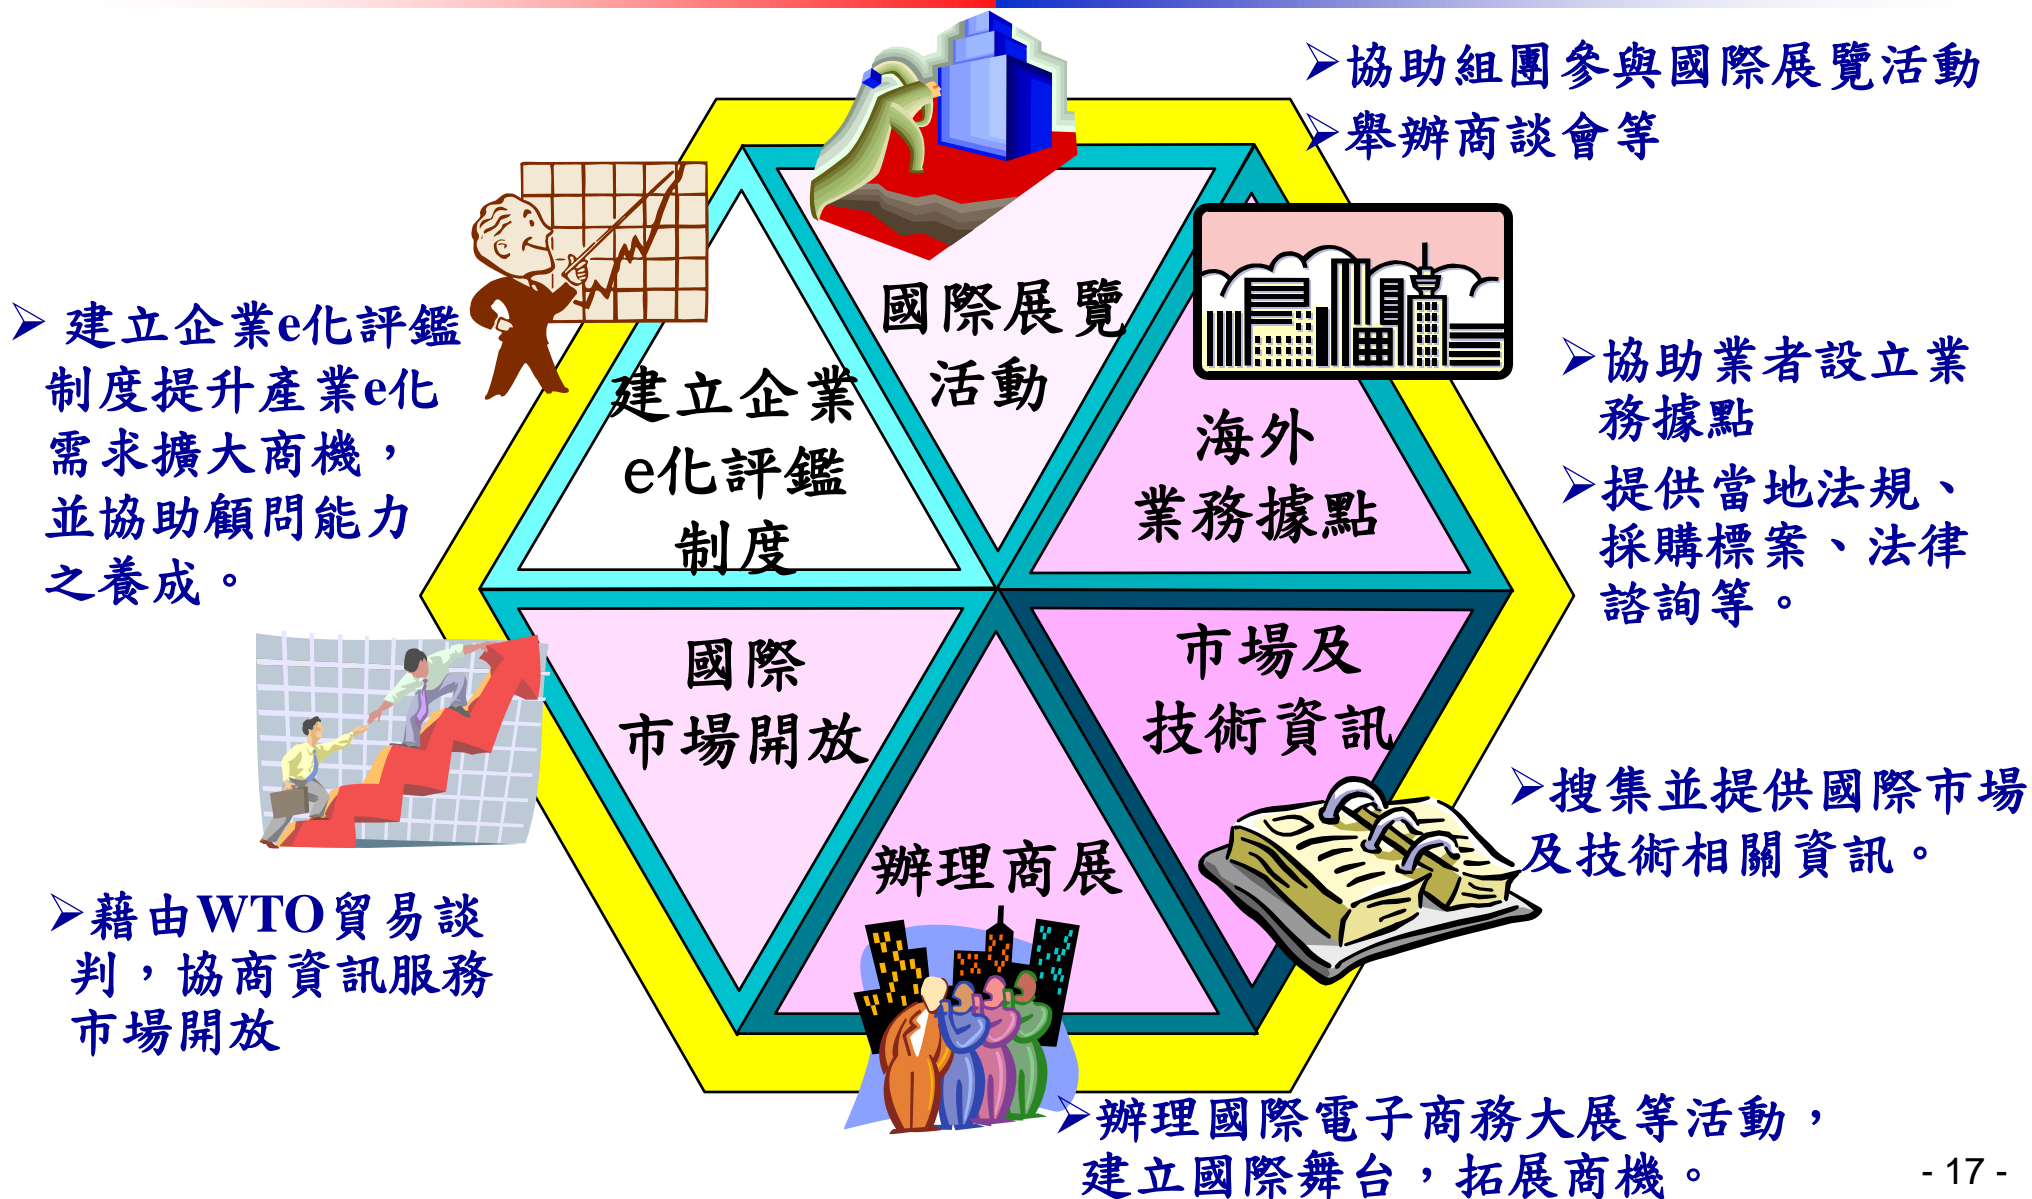 ➢協助組團參與國際展覽活動
➢舉辦商談會等
國際展覽
活動
➢ 建立企業e化評鑑
制度提升產業e化
需求擴大商機，
並協助顧問能力
之養成。
建立企業
e化評鑑
制度
海外
業務據點
➢協助業者設立業
務據點
➢提供當地法規、
採購標案、法律
諮詢等。
國際
市場開放
市場及
技術資訊
➢搜集並提供國際市場
及技術相關資訊。
辦理商展
➢藉由WTO貿易談
判，協商資訊服務
市場開放
➢辦理國際電子商務大展等活動，
建立國際舞台，拓展商機。
- 17 -